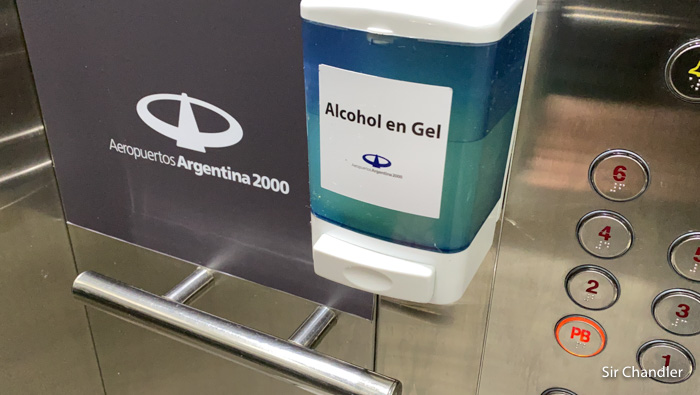 Aeropuertos Argentina 2000
Alcohol en Gel
Aeropuertos Argentina 2000
6
4
5
2
3
PB
1
Sir Chandler